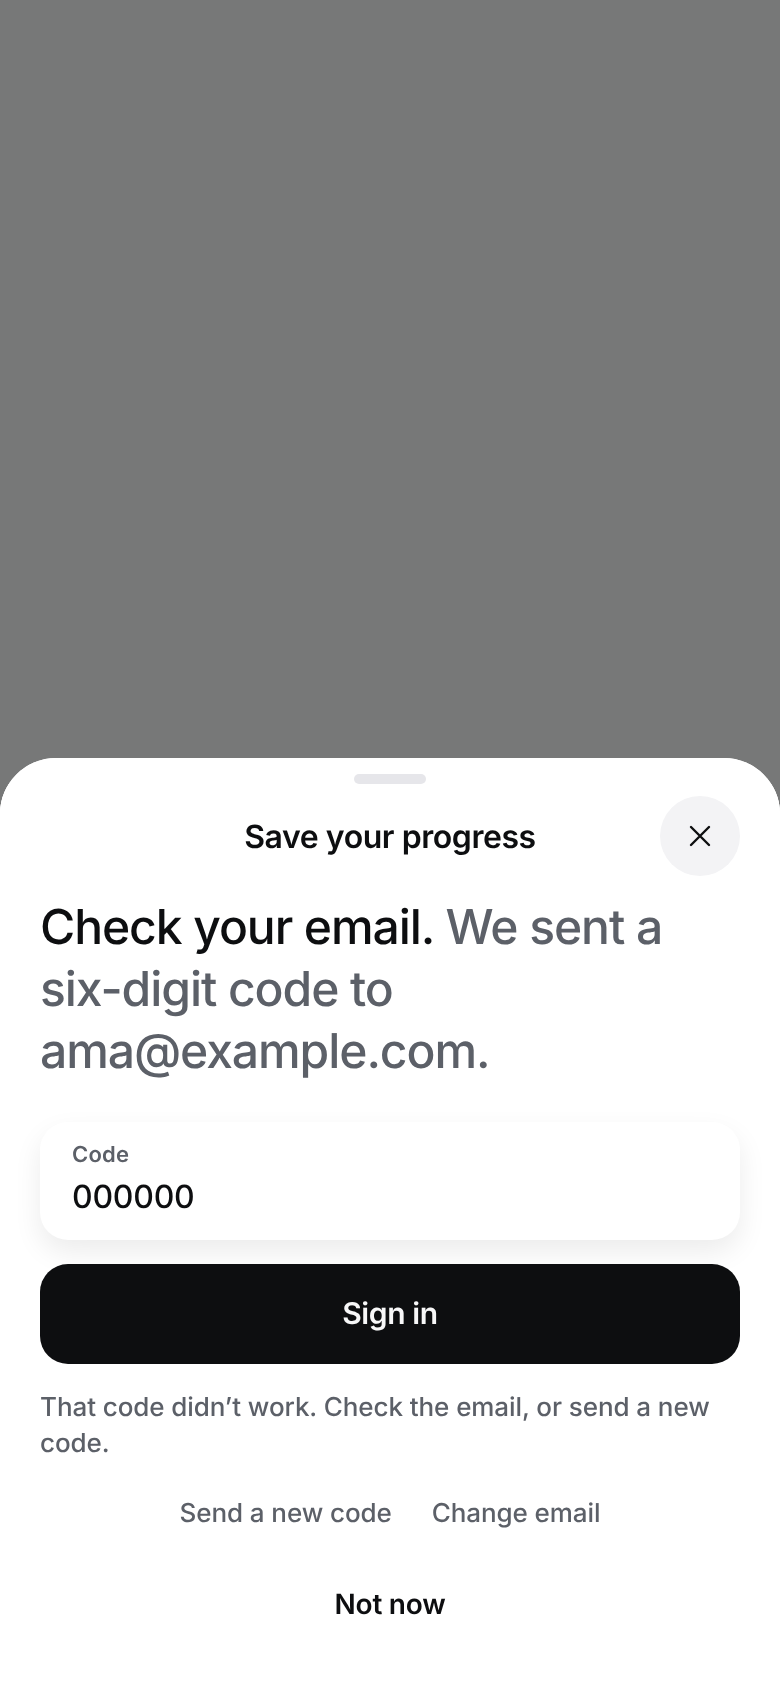 Save your progress
Check your email. We sent a
six-digit code to
ama@example.com.
Code
000000
Sign in
That code didn’t work. Check the email, or send a new
code.
Send a new code Change email
Not now